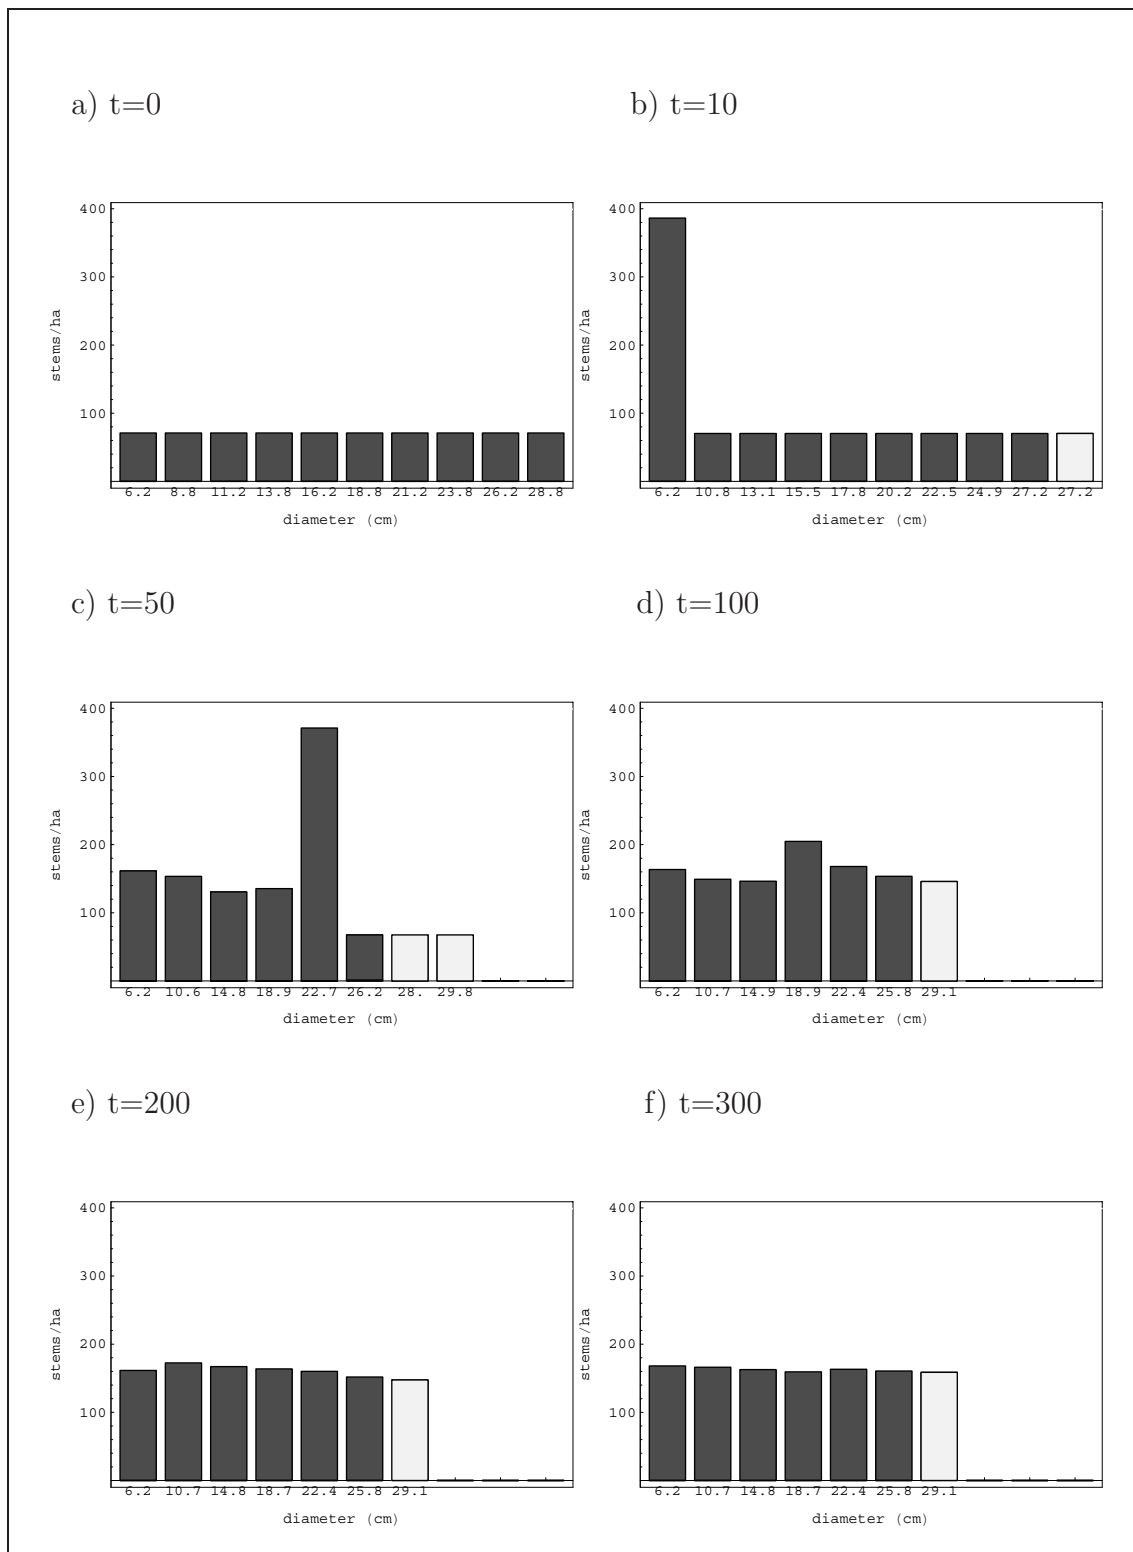 a) t=0
400
300
200
100
stems/ha
6.2 8.8 11.2 13.8 16.2 18.8 21.2 23.8 26.2 28.8
diameter (cm)
b) t=10
400
300
200
100
stems/ha
6.2 10.8 13.1 15.5 17.8 20.2 22.5 24.9 27.2 27.2
diameter (cm)
c) t=50
400
300
200
100
stems/ha
6.2 10.6 14.8 18.9 22.7 26.2 28. 29.8
diameter (cm)
d) t=100
400
300
200
100
stems/ha
6.2 10.7 14.9 18.9 22.4 25.8 29.1
diameter (cm)
e) t=200
400
300
200
100
stems/ha
6.2 10.7 14.8 18.7 22.4 25.8 29.1
diameter (cm)
f) t=300
400
300
200
100
stems/ha
6.2 10.7 14.8 18.7 22.4 25.8 29.1
diameter (cm)